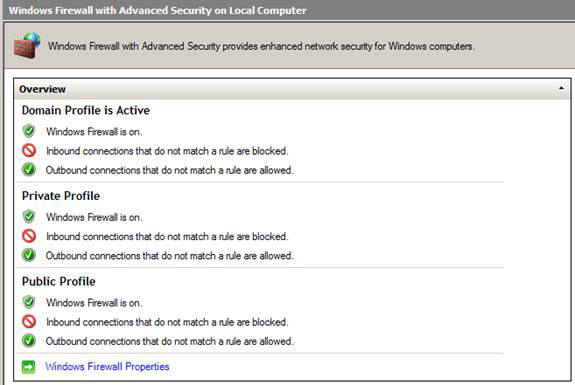 Windows Firewall with Advanced Security on Local Computer
Windows Firewall with Advanced Security provides enhanced network security for Windows computers.
Overview
Domain Profile is Active
Windows Firewall is on.
Inbound connections that do not match a rule are blocked.
Outbound connections that do not match a rule are allowed.
Private Profile
Windows Firewall is on.
Inbound connections that do not match a rule are blocked.
Outbound connections that do not match a rule are allowed.
Public Profile
Windows Firewall is on.
Inbound connections that do not match a rule are blocked.
Outbound connections that do not match a rule are allowed.
Windows Firewall Properties